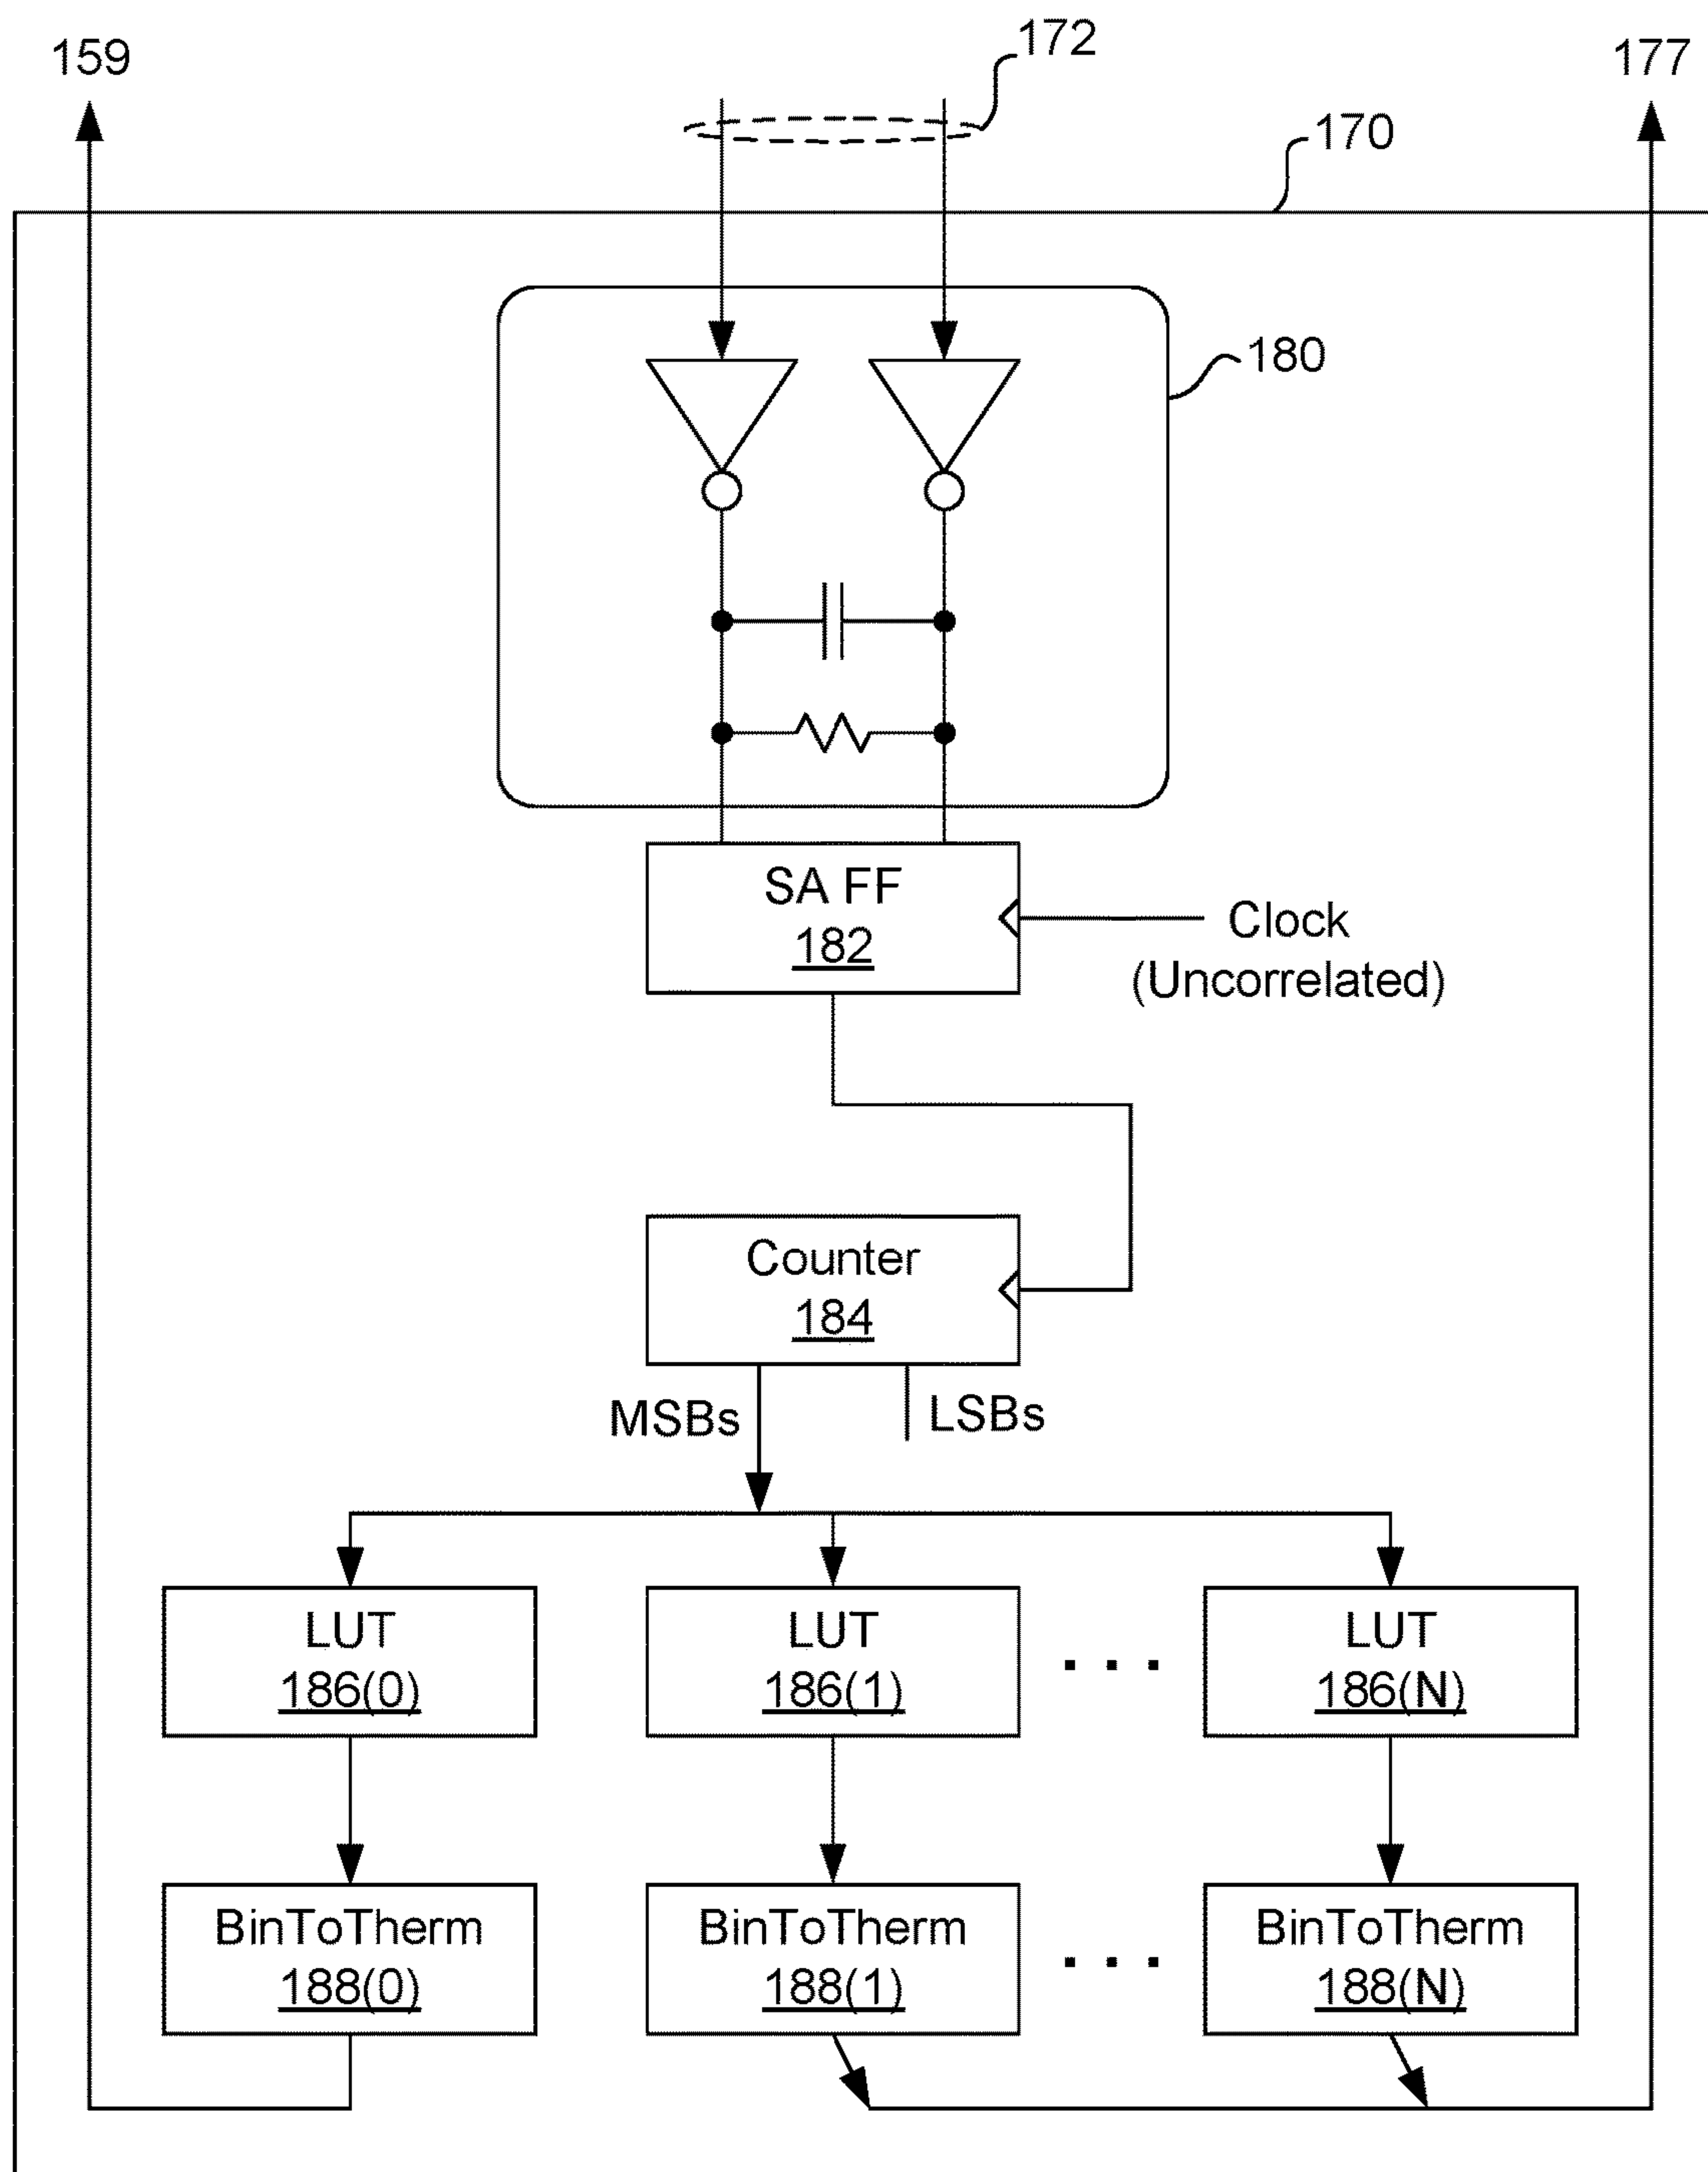 159
172
177
170
180
SA FF
182
Clock
(Uncorrelated)
Counter
184
MSBs
LSBs
LUT
186(0)
LUT
186(1)
. . .
LUT
186(N)
BinToTherm
188(0)
BinToTherm
188(1)
. . .
BinToTherm
188(N)